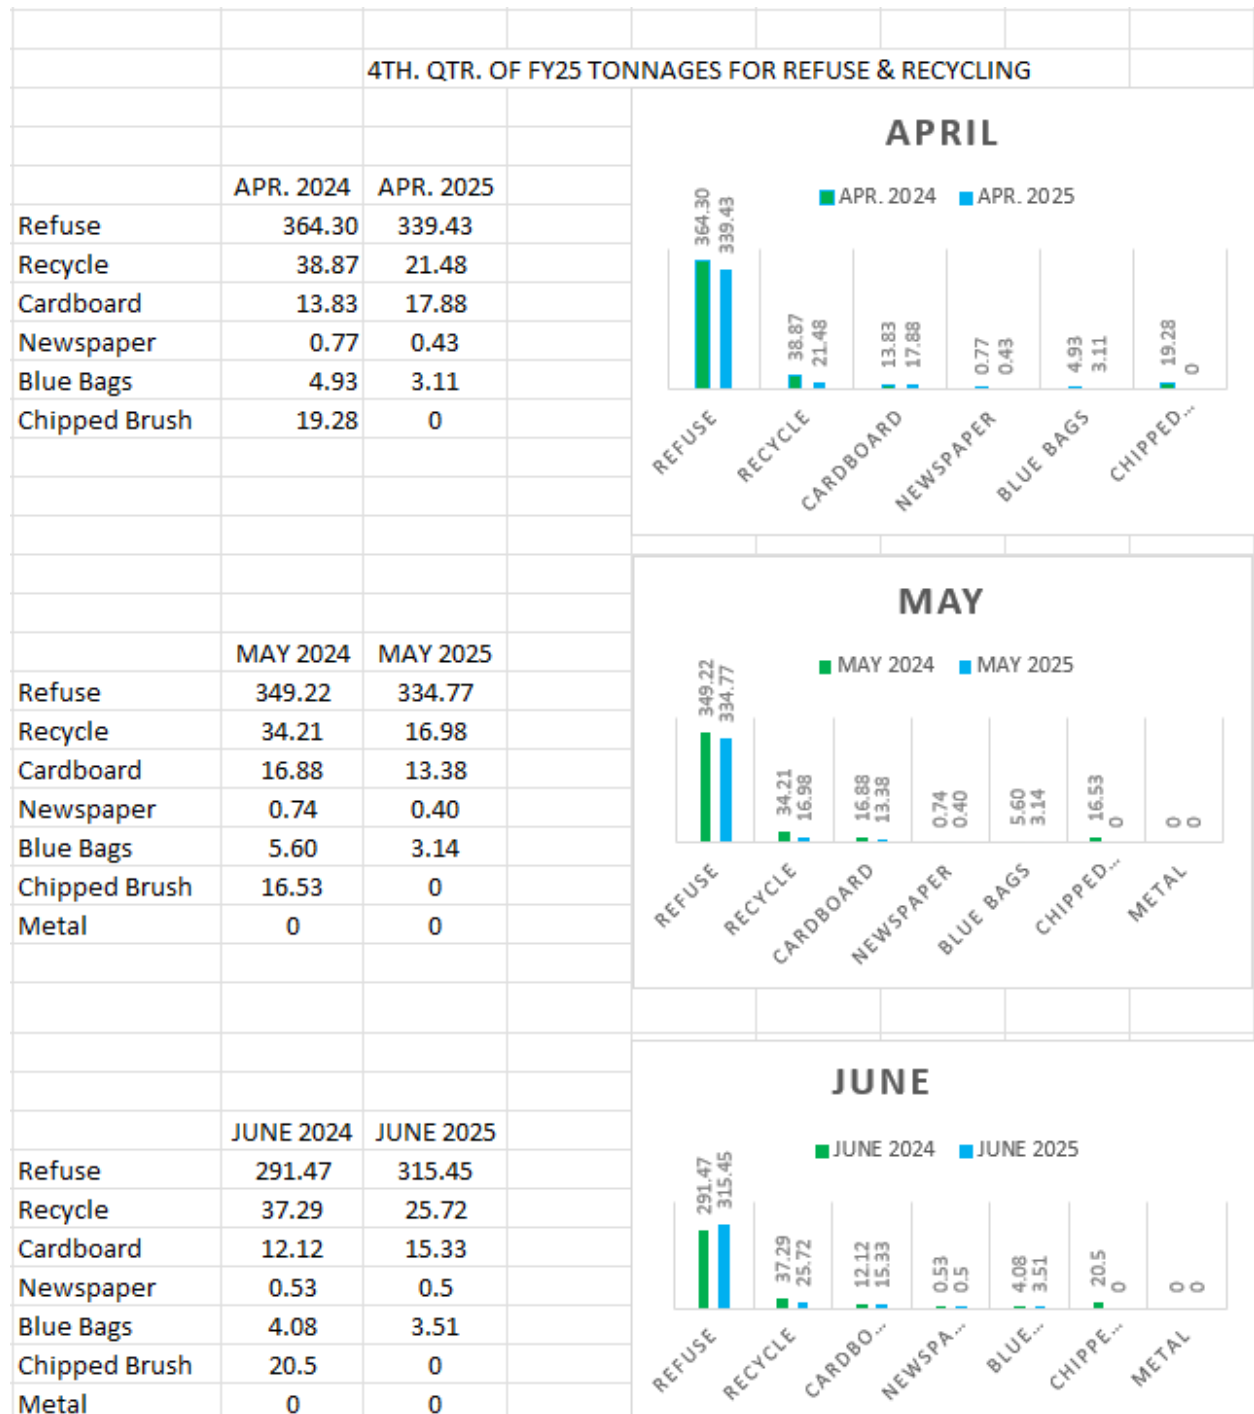 4TH. QTR. OF FY25 TONNAGES FOR REFUSE & RECYCLING
APR. 2024 APR. 2025
Refuse 364.30 339.43
Recycle 38.87 21.48
Cardboard 13.83 17.88
Newspaper 0.77 0.43
Blue Bags 4.93 3.11
Chipped Brush 19.28 0
APRIL
APR. 2024 APR. 2025
364.30 339.43 38.87 21.48 13.83 17.88 0.77 0.43 4.93 3.11 19.28 0
REFUSE RECYCLE CARDBOARD NEWSPAPER BLUE BAGS CHIPPED...
MAY 2024 MAY 2025
Refuse 349.22 334.77
Recycle 34.21 16.98
Cardboard 16.88 13.38
Newspaper 0.74 0.40
Blue Bags 5.60 3.14
Chipped Brush 16.53 0
Metal 0 0
MAY
MAY 2024 MAY 2025
349.22 334.77 34.21 16.98 16.88 13.38 0.74 0.40 5.60 3.14 16.53 0 0 0
REFUSE RECYCLE CARDBOARD NEWSPAPER BLUE BAGS CHIPPED... METAL
JUNE 2024 JUNE 2025
Refuse 291.47 315.45
Recycle 37.29 25.72
Cardboard 12.12 15.33
Newspaper 0.53 0.5
Blue Bags 4.08 3.51
Chipped Brush 20.5 0
Metal 0 0
JUNE
JUNE 2024 JUNE 2025
291.47 315.45 37.29 25.72 12.12 15.33 0.53 0.5 4.08 3.51 20.5 0 0 0
REFUSE RECYCLE CARDBO... NEWSPA... BLUE... CHIPPE... METAL